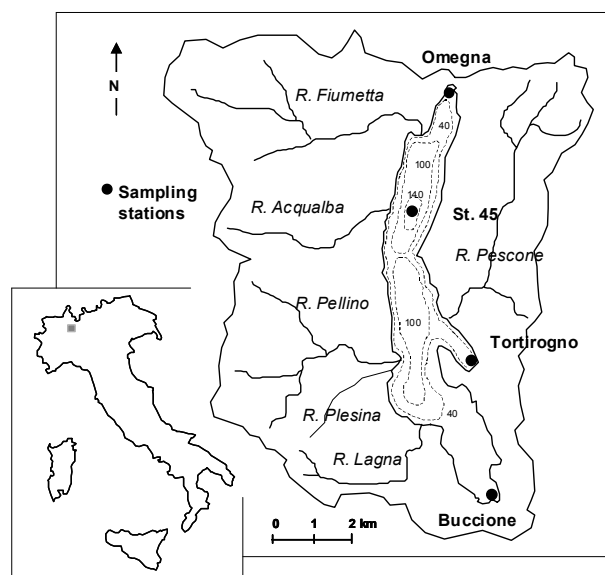 Omegna
N
R. Fiumetta
40
100
140
Sampling
stations
R. Acqualba
St. 45
R. Pescone
R. Pellino
100
Tortirogno
R. Plesina
40
R. Lagna
0 1 2 km
Buccione